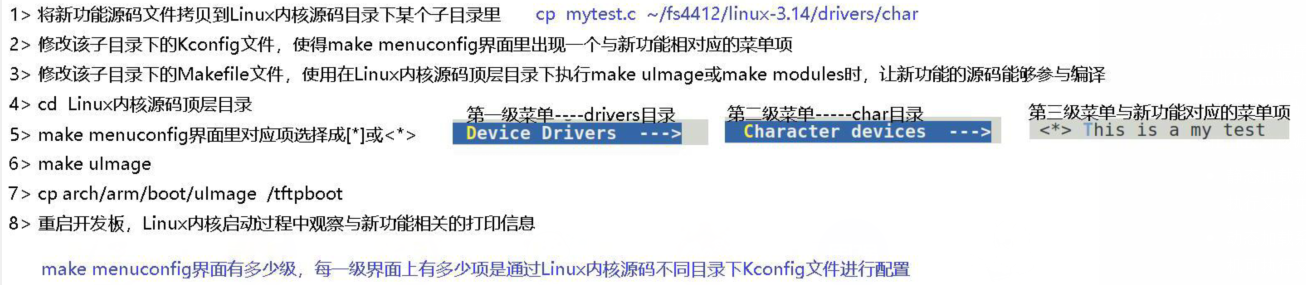 1> 将新功能源码文件拷贝到Linux内核源码目录下某个子目录里 cp mytest.c ~/fs4412/linux-3.14/drivers/char
2> 修改该子目录下的Kconfig文件，使得make menuconfig界面里出现一个与新功能相对应的菜单项
3> 修改该子目录下的Makefile文件，使用在Linux内核源码顶层目录下执行make uImage或make modules时，让新功能的源码能够参与编译
4> cd Linux内核源码顶层目录
第一级菜单----drivers目录 第二级菜单-----char目录 第三级菜单与新功能对应的菜单项
5> make menuconfig界面里对应项选择成[*]或<*> Device Drivers ---> Character devices ---> <*> This is a my test
6> make uImage
7> cp arch/arm/boot/uImage /tftpboot
8> 重启开发板，Linux内核启动过程中观察与新功能相关的打印信息
make menuconfig界面有多少级，每一级界面上有多少项是通过Linux内核源码不同目录下Kconfig文件进行配置